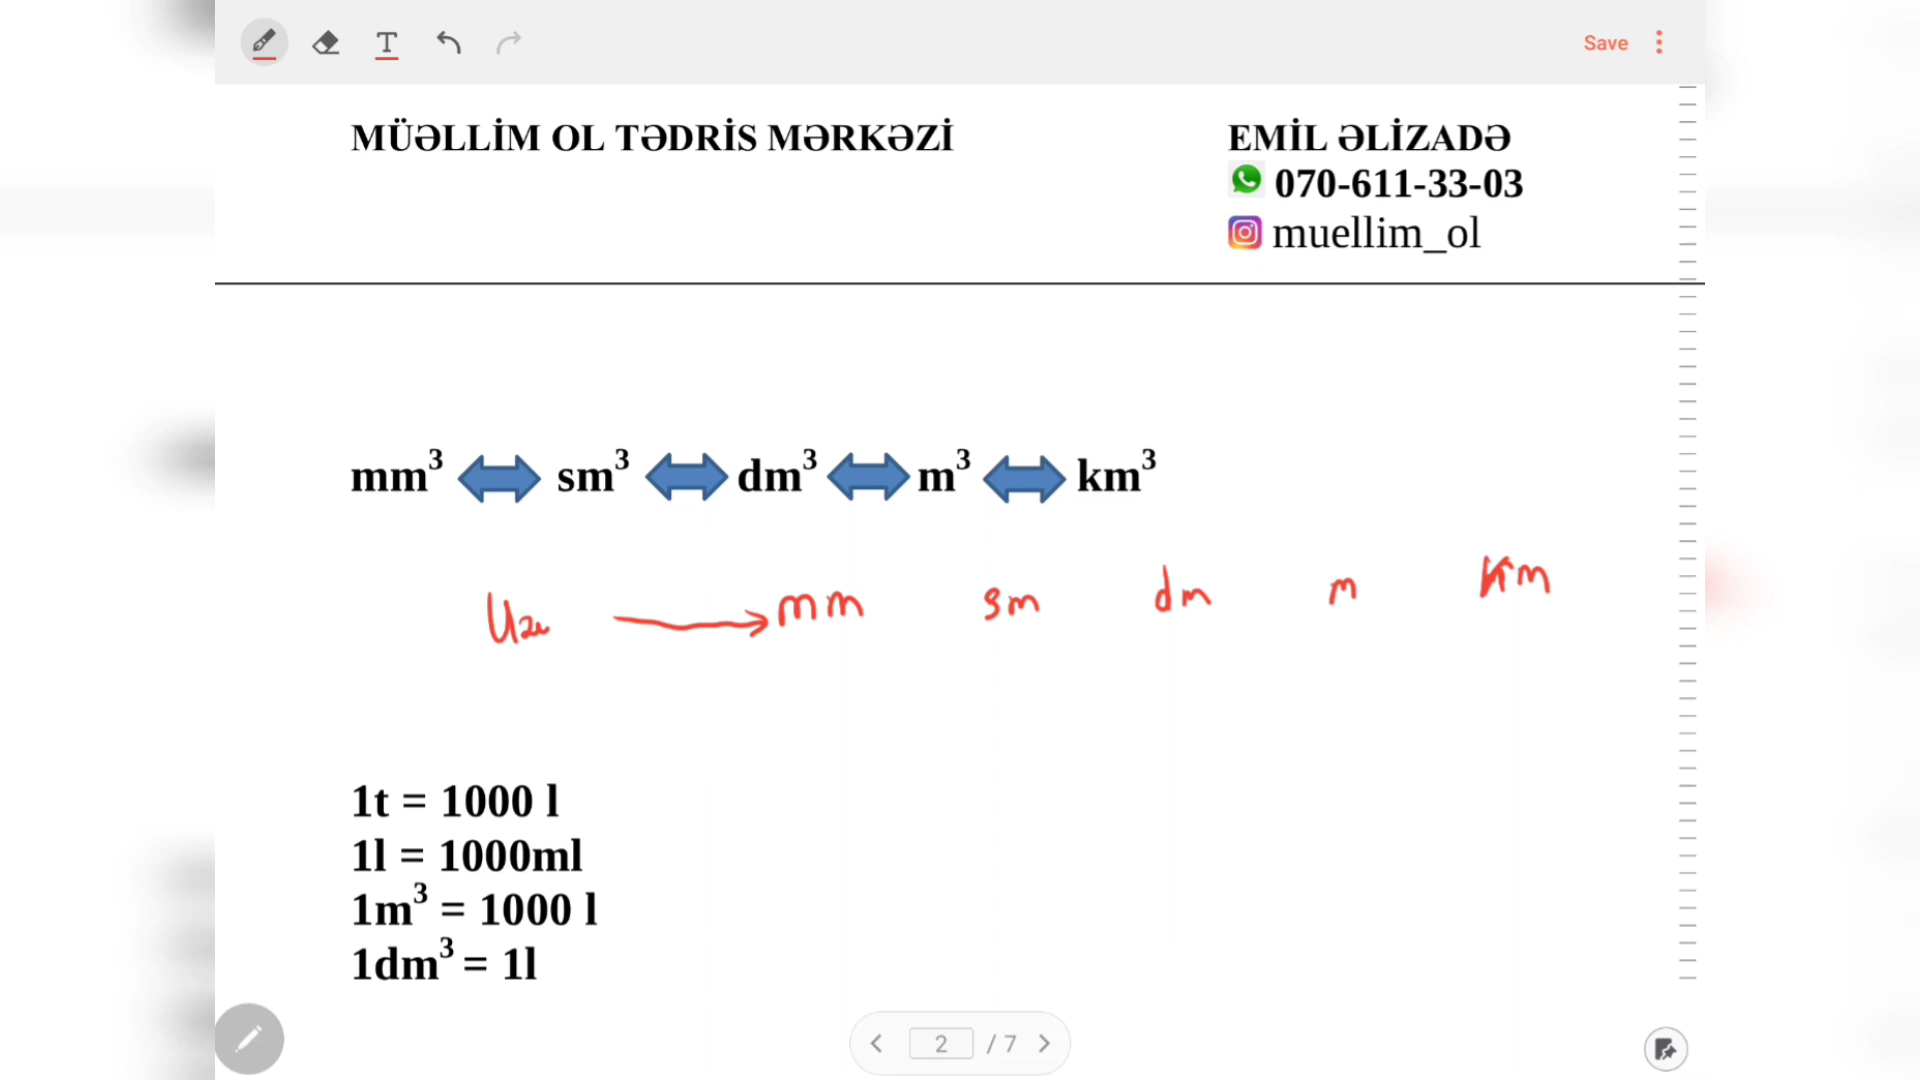 Save
MÜƏLLİM OL TƏDRİS MƏRKƏZİ
EMİL ƏLİZADƏ
070-611-33-03
muellim_ol
mm³ sm³ dm³ m³ km³
Uzu mm sm dm m km
1t = 1000 l
1l = 1000ml
1m³ = 1000 l
1dm³ = 1l
2 / 7